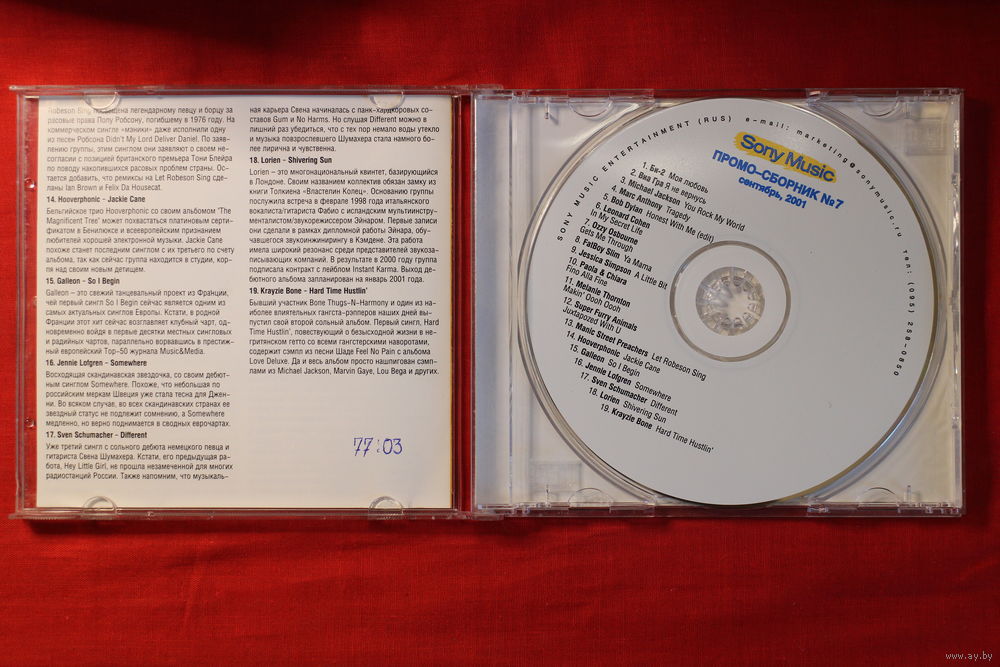 Robeson Sing посвящена легендарному певцу и борцу за
расовые права Полу Робсону, погибшему в 1976 году. На
коммерческом сингле «мэники» даже исполнили одну
из песен Робсона Didn't My Lord Deliver Daniel. По заяв-
лению группы, этим синглом они заявляют о своем не-
согласии с позицией британского премьера Тони Блейра
по поводу накопившихся расовых проблем страны. Ос-
тается добавить, что ремиксы на Let Robeson Sing сде-
ланы Ian Brown и Felix Da Housecat.
14. Hooverphonic - Jackie Cane
Бельгийское трио Hooverphonic со своим альбомом 'The
Magnificent Tree' может похвастаться платиновым серти-
фикатом в Бенилюксе и всеевропейским признанием
любителей хорошей электронной музыки. Jackie Cane
похоже станет последним синглом с их третьего по счету
альбома, так как сейчас группа находится в студии, кор-
пя над своим новым детищем.
15. Galleon - So I Begin
Galleon – это свежий танцевальный проект из Франции,
чей первый сингл So I Begin сейчас является одним из
самых актуальных синглов Европы. Кстати, в родной
Франции этот хит сейчас возглавляет клубный чарт, од-
новременно войдя в первые десятки местных сингловых
и радийных чартов, параллельно ворвавшись в престиж-
ный европейский Top-50 журнала Music&Media.
16. Jennie Lofgren - Somewhere
Восходящая скандинавская звездочка, со своим дебют-
ным синглом Somewhere. Похоже, что небольшая по
российским меркам Швеция уже стала тесна для Джен-
ни. Во всяком случае, во всех скандинавских странах ее
звездный статус не подлежит сомнению, а Somewhere
медленно, но верно поднимается в сводных еврочартах.
17. Sven Schumacher - Different
Уже третий сингл с сольного дебюта немецкого певца и
гитариста Свена Шумахера. Кстати, его предыдущая ра-
бота, Hey Little Girl, не прошла незамеченной для многих
радиостанций России. Также напомним, что музыкаль-
ная карьера Свена начиналась с панк-хардкоровых со-
ставов Gum и No Harms. Но слушая Different можно в
лишний раз убедиться, что с тех пор немало воды утекло
и музыка повзрослевшего Шумахера стала намного бо-
лее лирична и чувственна.
18. Lorien - Shivering Sun
Lorien – это многонациональный квинтет, базирующийся
в Лондоне. Своим названием коллектив обязан замку из
книги Толкиена «Властелин Колец». Основанию группы
послужила встреча в феврале 1998 года итальянского
вокалиста/гитариста Фабио с исландским мультиинстру-
менталистом/звукорежиссером Эйнаром. Первые записи
они сделали в рамках дипломной работы Эйнара, обу-
чавшегося звукоинжинирингу в Кэмдене. Эта работа
имела широкий резонанс среди представителей звукоза-
писывающих компаний. В результате в 2000 году группа
подписала контракт с лейблом Instant Karma. Выход де-
бютного альбома запланирован на январь 2001 года.
19. Krayzie Bone - Hard Time Hustlin'
Бывший участник Bone Thugs-N-Harmony и один из на-
иболее влиятельных гангста-рэпперов наших дней вы-
пустил свой второй сольный альбом. Первый сингл, Hard
Time Hustlin', повествующий о безысходной жизни в не-
гритянском гетто со всеми гангстерскими наворотами,
содержит сэмпл из песни Шаде Feel No Pain с альбома
Love Deluxe. Да и весь альбом просто нашпигован сэмп-
лами из Michael Jackson, Marvin Gaye, Lou Bega и других.
77:03
SONY MUSIC ENTERTAINMENT (RUS) e-mail: marketing@sonymusic.ru Тел: (095) 258-0850
Sony Music
ПРОМО-СБОРНИК №7
сентябрь, 2001
1. Би-2 Моя любовь
2. Виа Гра Я не вернусь
3. Michael Jackson You Rock My World
4. Marc Anthony Tragedy
5. Bob Dylan Honest With Me (edit)
6. Leonard Cohen
In My Secret Life
7. Ozzy Osbourne
Gets Me Through
8. FatBoy Slim Ya Mama
9. Jessica Simpson A Little Bit
10. Paola & Chiara
Fino Alla Fine
11. Melanie Thornton
Makin' Oooh Oooh
12. Super Furry Animals
Juxtapozed With U
13. Manic Street Preachers Let Robeson Sing
14. Hooverphonic Jackie Cane
15. Galleon So I Begin
16. Jennie Lofgren Somewhere
17. Sven Schumacher Different
18. Lorien Shivering Sun
19. Krayzie Bone Hard Time Hustlin'
www.ay.by